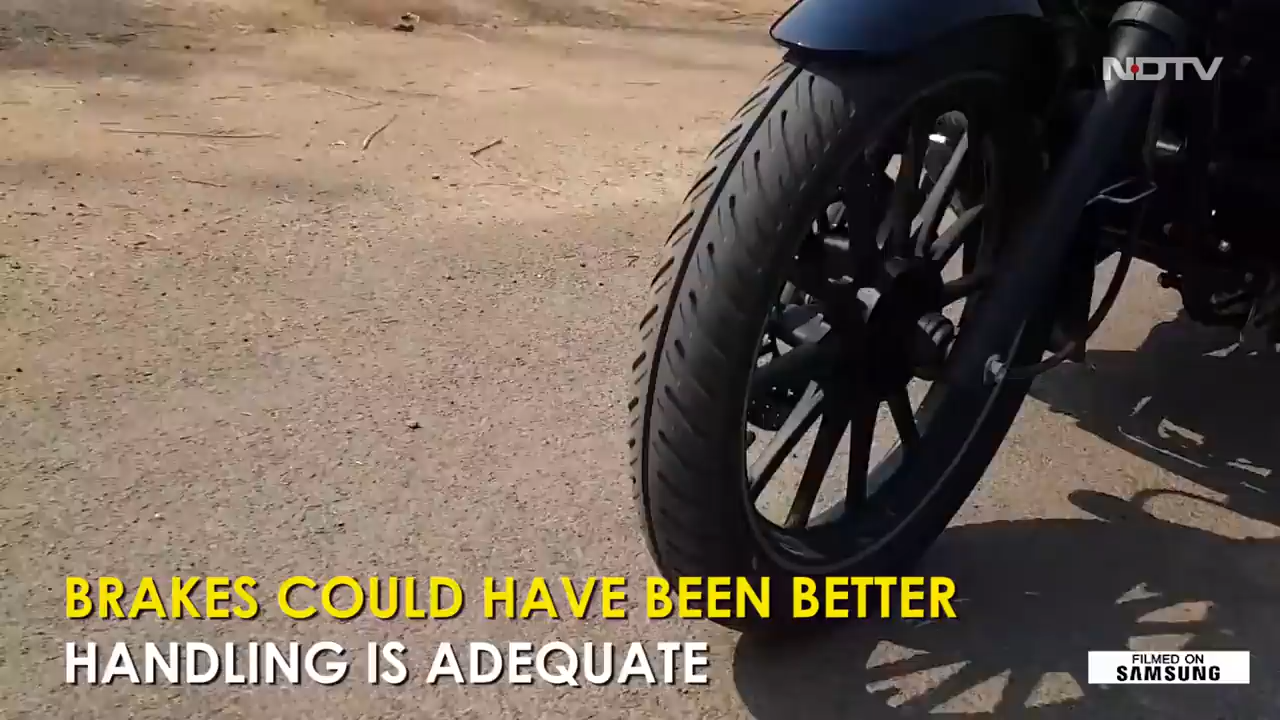 NDTV
BRAKES COULD HAVE BEEN BETTER
HANDLING IS ADEQUATE
FILMED ON
SAMSUNG